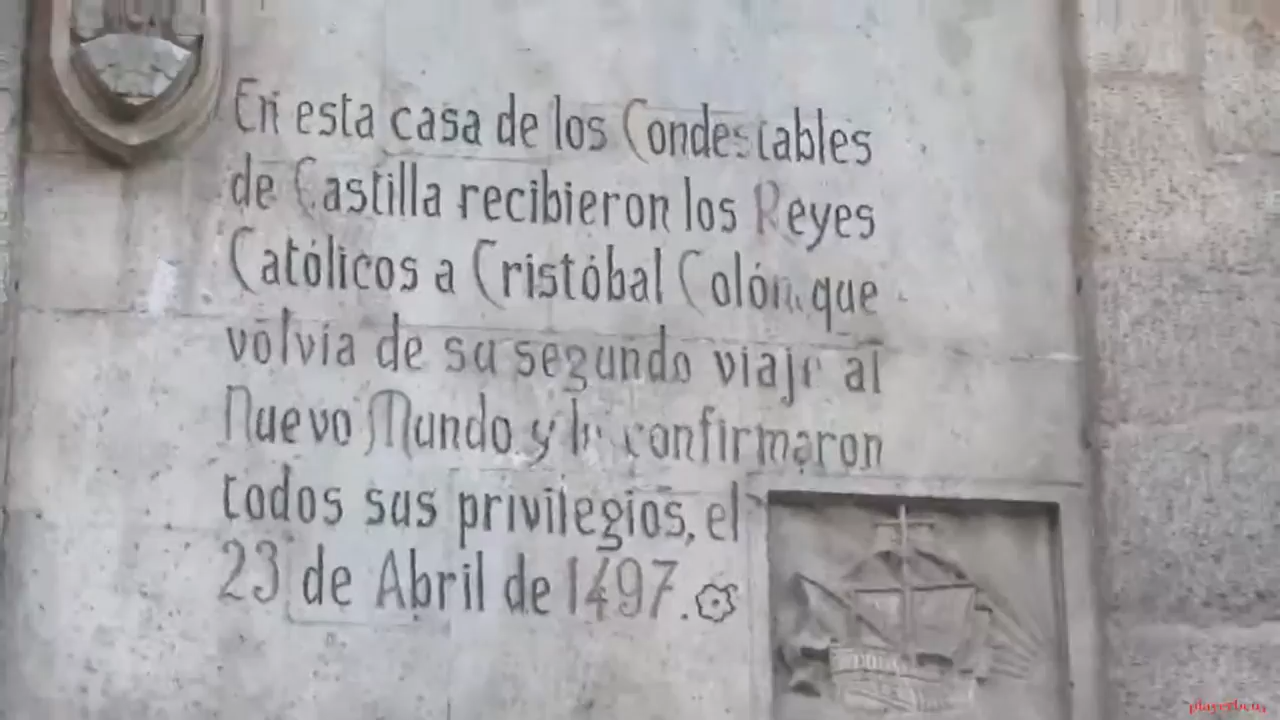 En esta casa de los Condestables
de Castilla recibieron los Reyes
Católicos a Cristóbal Colón, que
volvia de su segundo viaje al
Nuevo Mundo y le confirmaron
todos sus privilegios, el
23 de Abril de 1497.